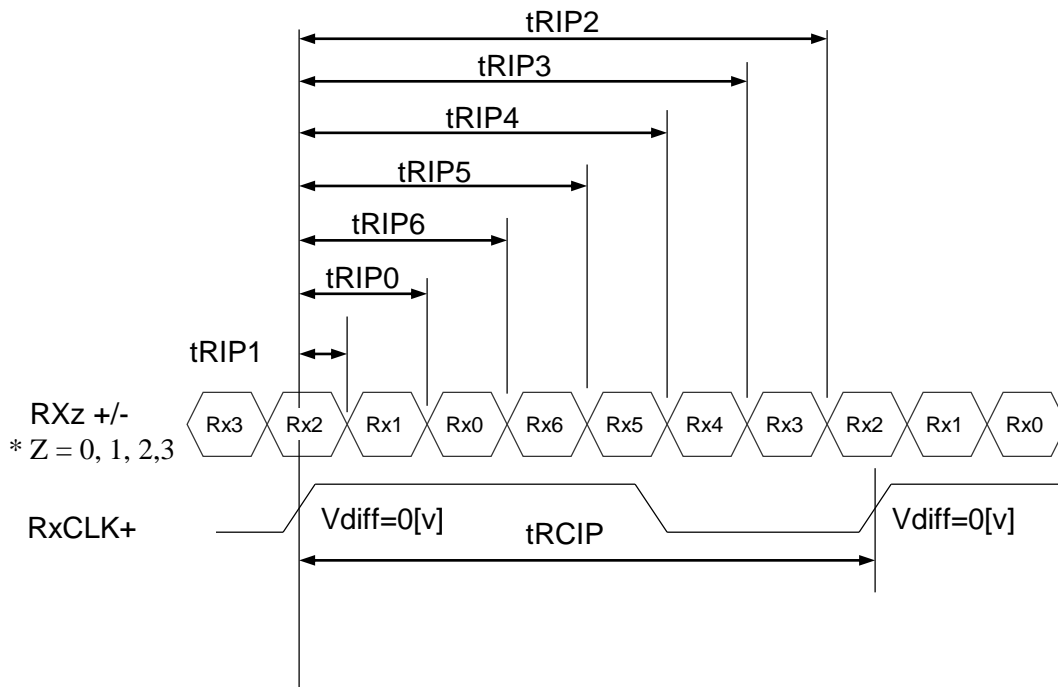 tRIP2
tRIP3
tRIP4
tRIP5
tRIP6
tRIP0
tRIP1
RXz +/-
* Z = 0, 1, 2,3
Rx3 Rx2 Rx1 Rx0 Rx6 Rx5 Rx4 Rx3 Rx2 Rx1 Rx0
RxCLK+
Vdiff=0[v]
tRCIP
Vdiff=0[v]